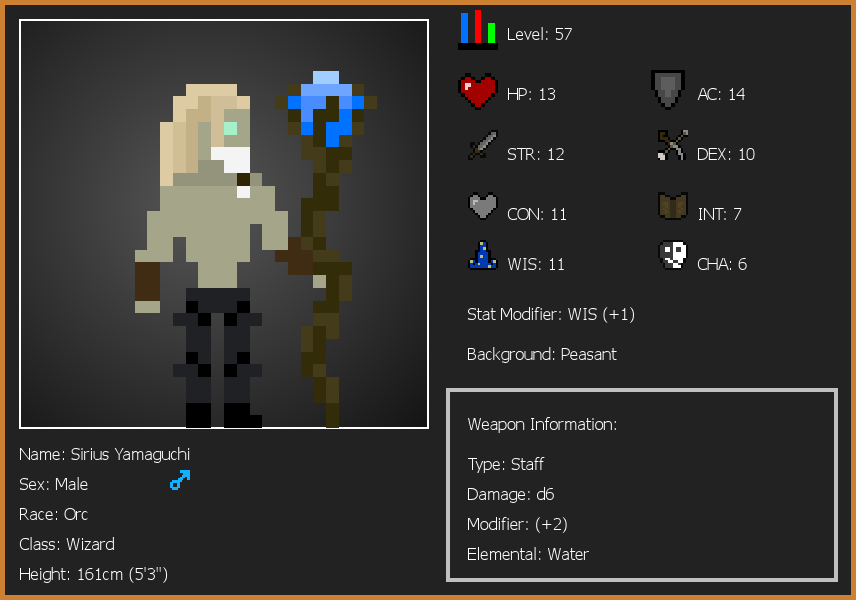 Level: 57
HP: 13
AC: 14
STR: 12
DEX: 10
CON: 11
INT: 7
WIS: 11
CHA: 6
Stat Modifier: WIS (+1)
Background: Peasant
Weapon Information:
Type: Staff
Damage: d6
Modifier: (+2)
Elemental: Water
Name: Sirius Yamaguchi
Sex: Male
Race: Orc
Class: Wizard
Height: 161cm (5'3")